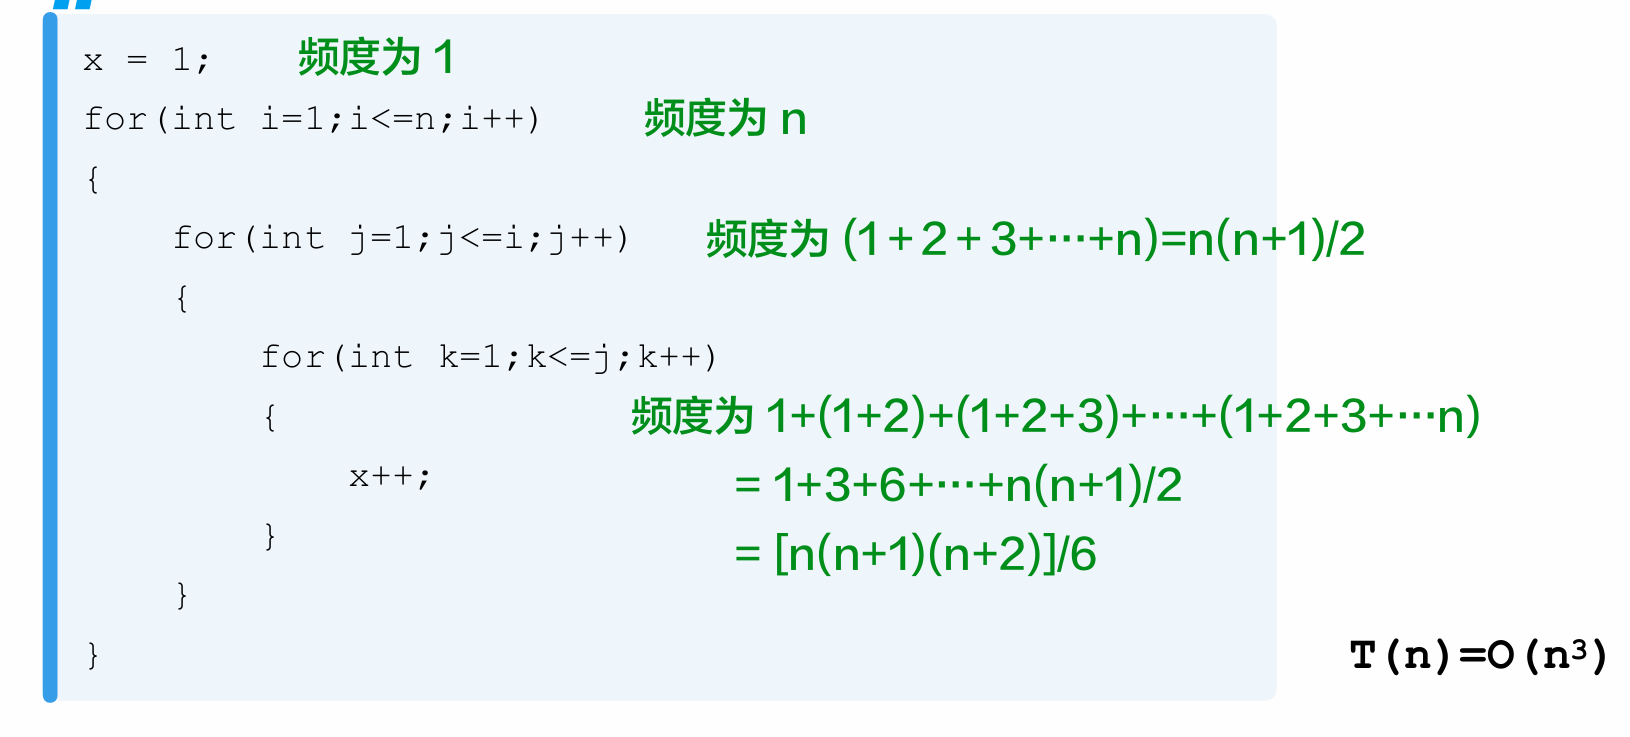 x = 1; 频度为 1
for(int i=1;i<=n;i++) 频度为 n
{
for(int j=1;j<=i;j++) 频度为 (1+2+3+···+n)=n(n+1)/2
{
for(int k=1;k<=j;k++)
{ 频度为 1+(1+2)+(1+2+3)+···+(1+2+3+···n)
x++; = 1+3+6+···+n(n+1)/2
} = [n(n+1)(n+2)]/6
}
} T(n)=O(n³)